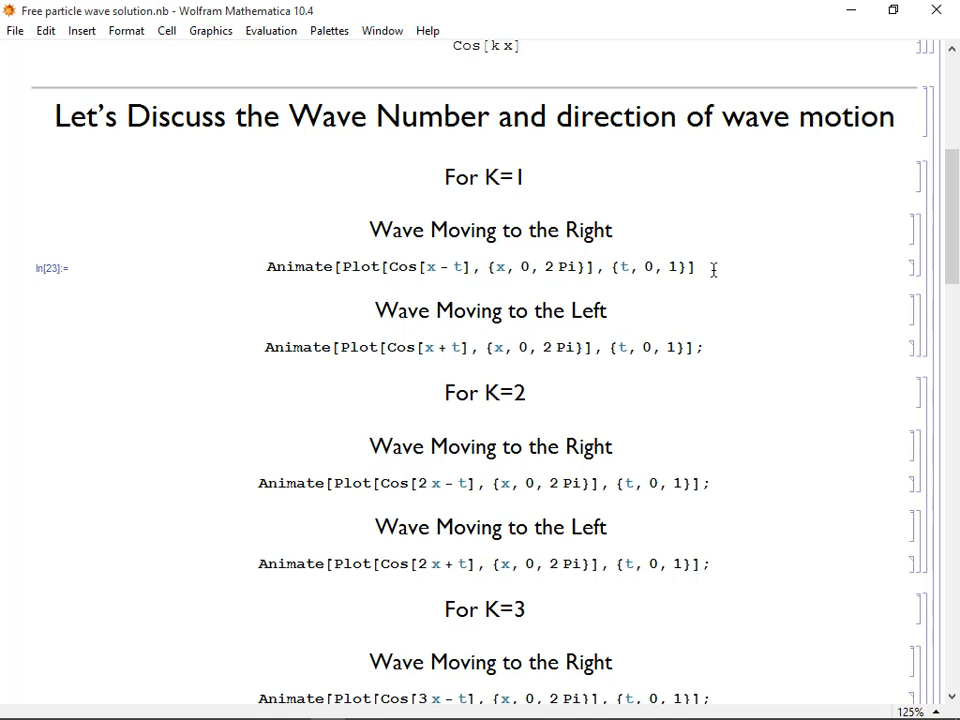 Free particle wave solution.nb - Wolfram Mathematica 10.4
File Edit Insert Format Cell Graphics Evaluation Palettes Window Help
Cos[k x]
Let's Discuss the Wave Number and direction of wave motion
For K=1
Wave Moving to the Right
In[23]:= Animate[Plot[Cos[x - t], {x, 0, 2 Pi}], {t, 0, 1}]
Wave Moving to the Left
Animate[Plot[Cos[x + t], {x, 0, 2 Pi}], {t, 0, 1}];
For K=2
Wave Moving to the Right
Animate[Plot[Cos[2 x - t], {x, 0, 2 Pi}], {t, 0, 1}];
Wave Moving to the Left
Animate[Plot[Cos[2 x + t], {x, 0, 2 Pi}], {t, 0, 1}];
For K=3
Wave Moving to the Right
Animate[Plot[Cos[3 x - t], {x, 0, 2 Pi}], {t, 0, 1}];
125%